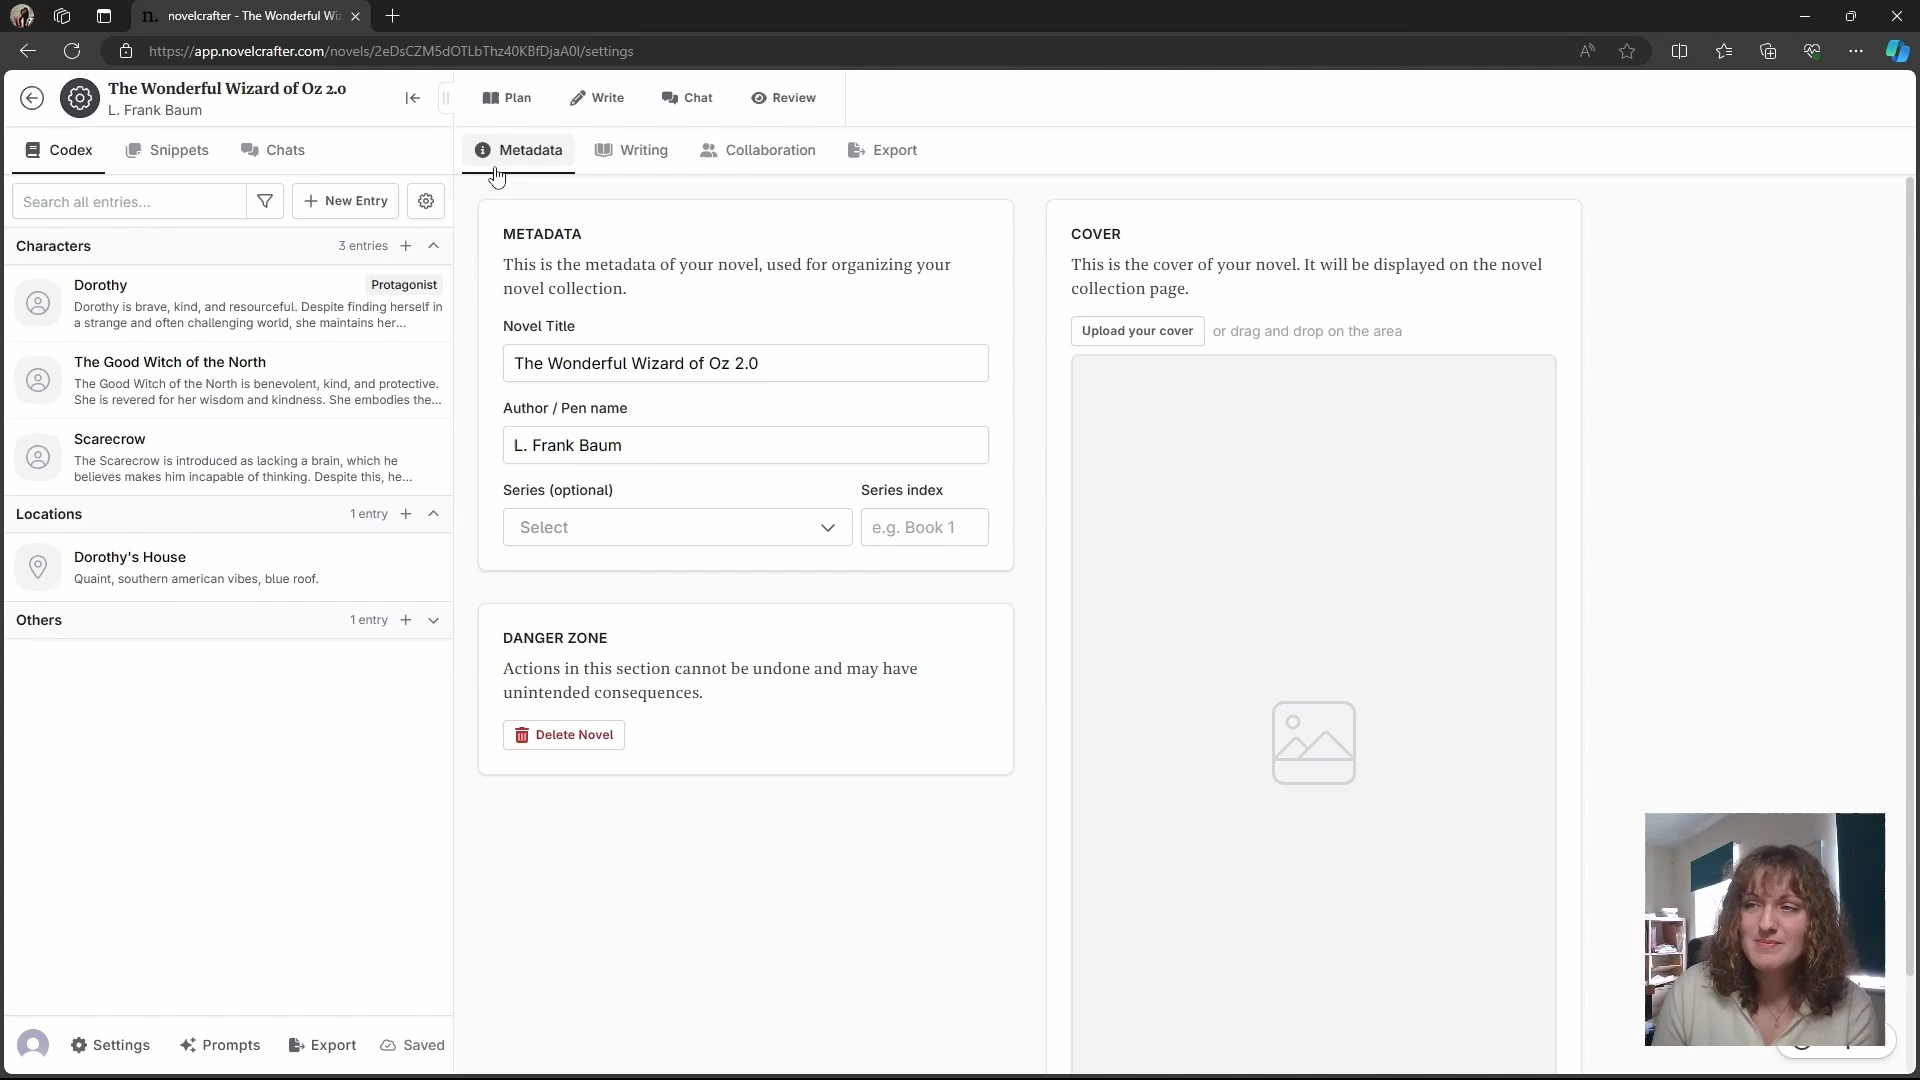 n. novelcrafter - The Wonderful Wi
https://app.novelcrafter.com/novels/2eDsCZM5dOTLbThz40KBfDjaA0l/settings
The Wonderful Wizard of Oz 2.0
L. Frank Baum
Plan
Write
Chat
Review
Codex
Snippets
Chats
Metadata
Writing
Collaboration
Export
Search all entries...
New Entry
Characters
3 entries
Dorothy
Protagonist
Dorothy is brave, kind, and resourceful. Despite finding herself in
a strange and often challenging world, she maintains her...
The Good Witch of the North
The Good Witch of the North is benevolent, kind, and protective.
She is revered for her wisdom and kindness. She embodies the...
Scarecrow
The Scarecrow is introduced as lacking a brain, which he
believes makes him incapable of thinking. Despite this, he...
Locations
1 entry
Dorothy's House
Quaint, southern american vibes, blue roof.
Others
1 entry
METADATA
This is the metadata of your novel, used for organizing your
novel collection.
Novel Title
The Wonderful Wizard of Oz 2.0
Author / Pen name
L. Frank Baum
Series (optional)
Series index
Select
e.g. Book 1
DANGER ZONE
Actions in this section cannot be undone and may have
unintended consequences.
Delete Novel
COVER
This is the cover of your novel. It will be displayed on the novel
collection page.
Upload your cover
or drag and drop on the area
Settings
Prompts
Export
Saved